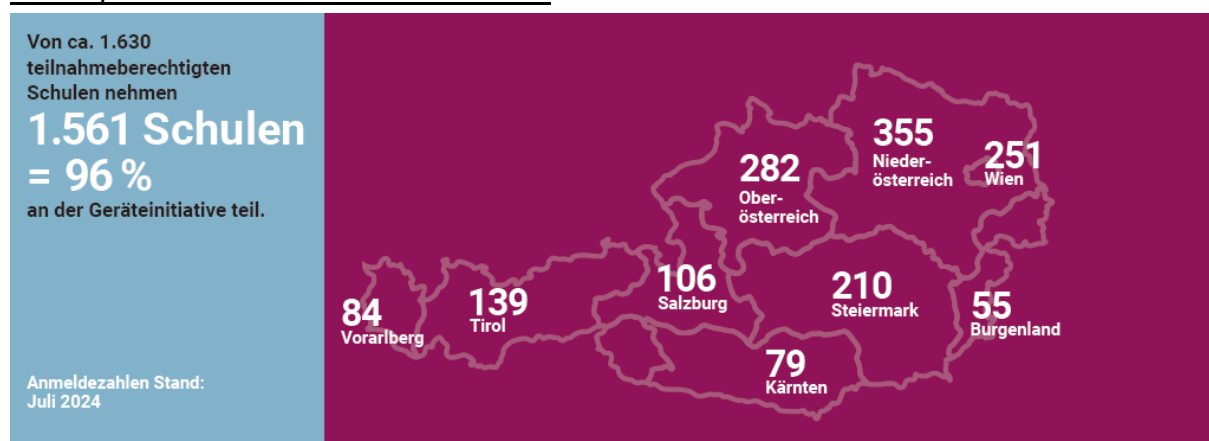 Von ca. 1.630
teilnahmeberechtigten
Schulen nehmen
1.561 Schulen
= 96 %
an der Geräteinitiative teil.
Anmeldezahlen Stand:
Juli 2024
355
Nieder-
österreich
251
Wien
282
Ober-
österreich
106
Salzburg
210
Steiermark
55
Burgenland
139
Tirol
84
Vorarlberg
79
Kärnten